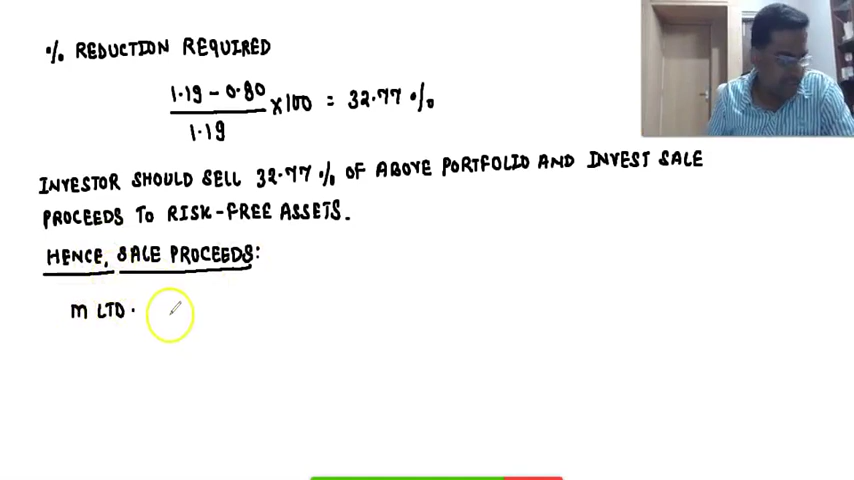 % REDUCTION REQUIRED
1.19 - 0.80
1.19
×100 = 32.77 %
INVESTOR SHOULD SELL 32.77 % OF ABOVE PORTFOLIO AND INVEST SALE
PROCEEDS TO RISK-FREE ASSETS.
HENCE, SALE PROCEEDS:
M LTD.